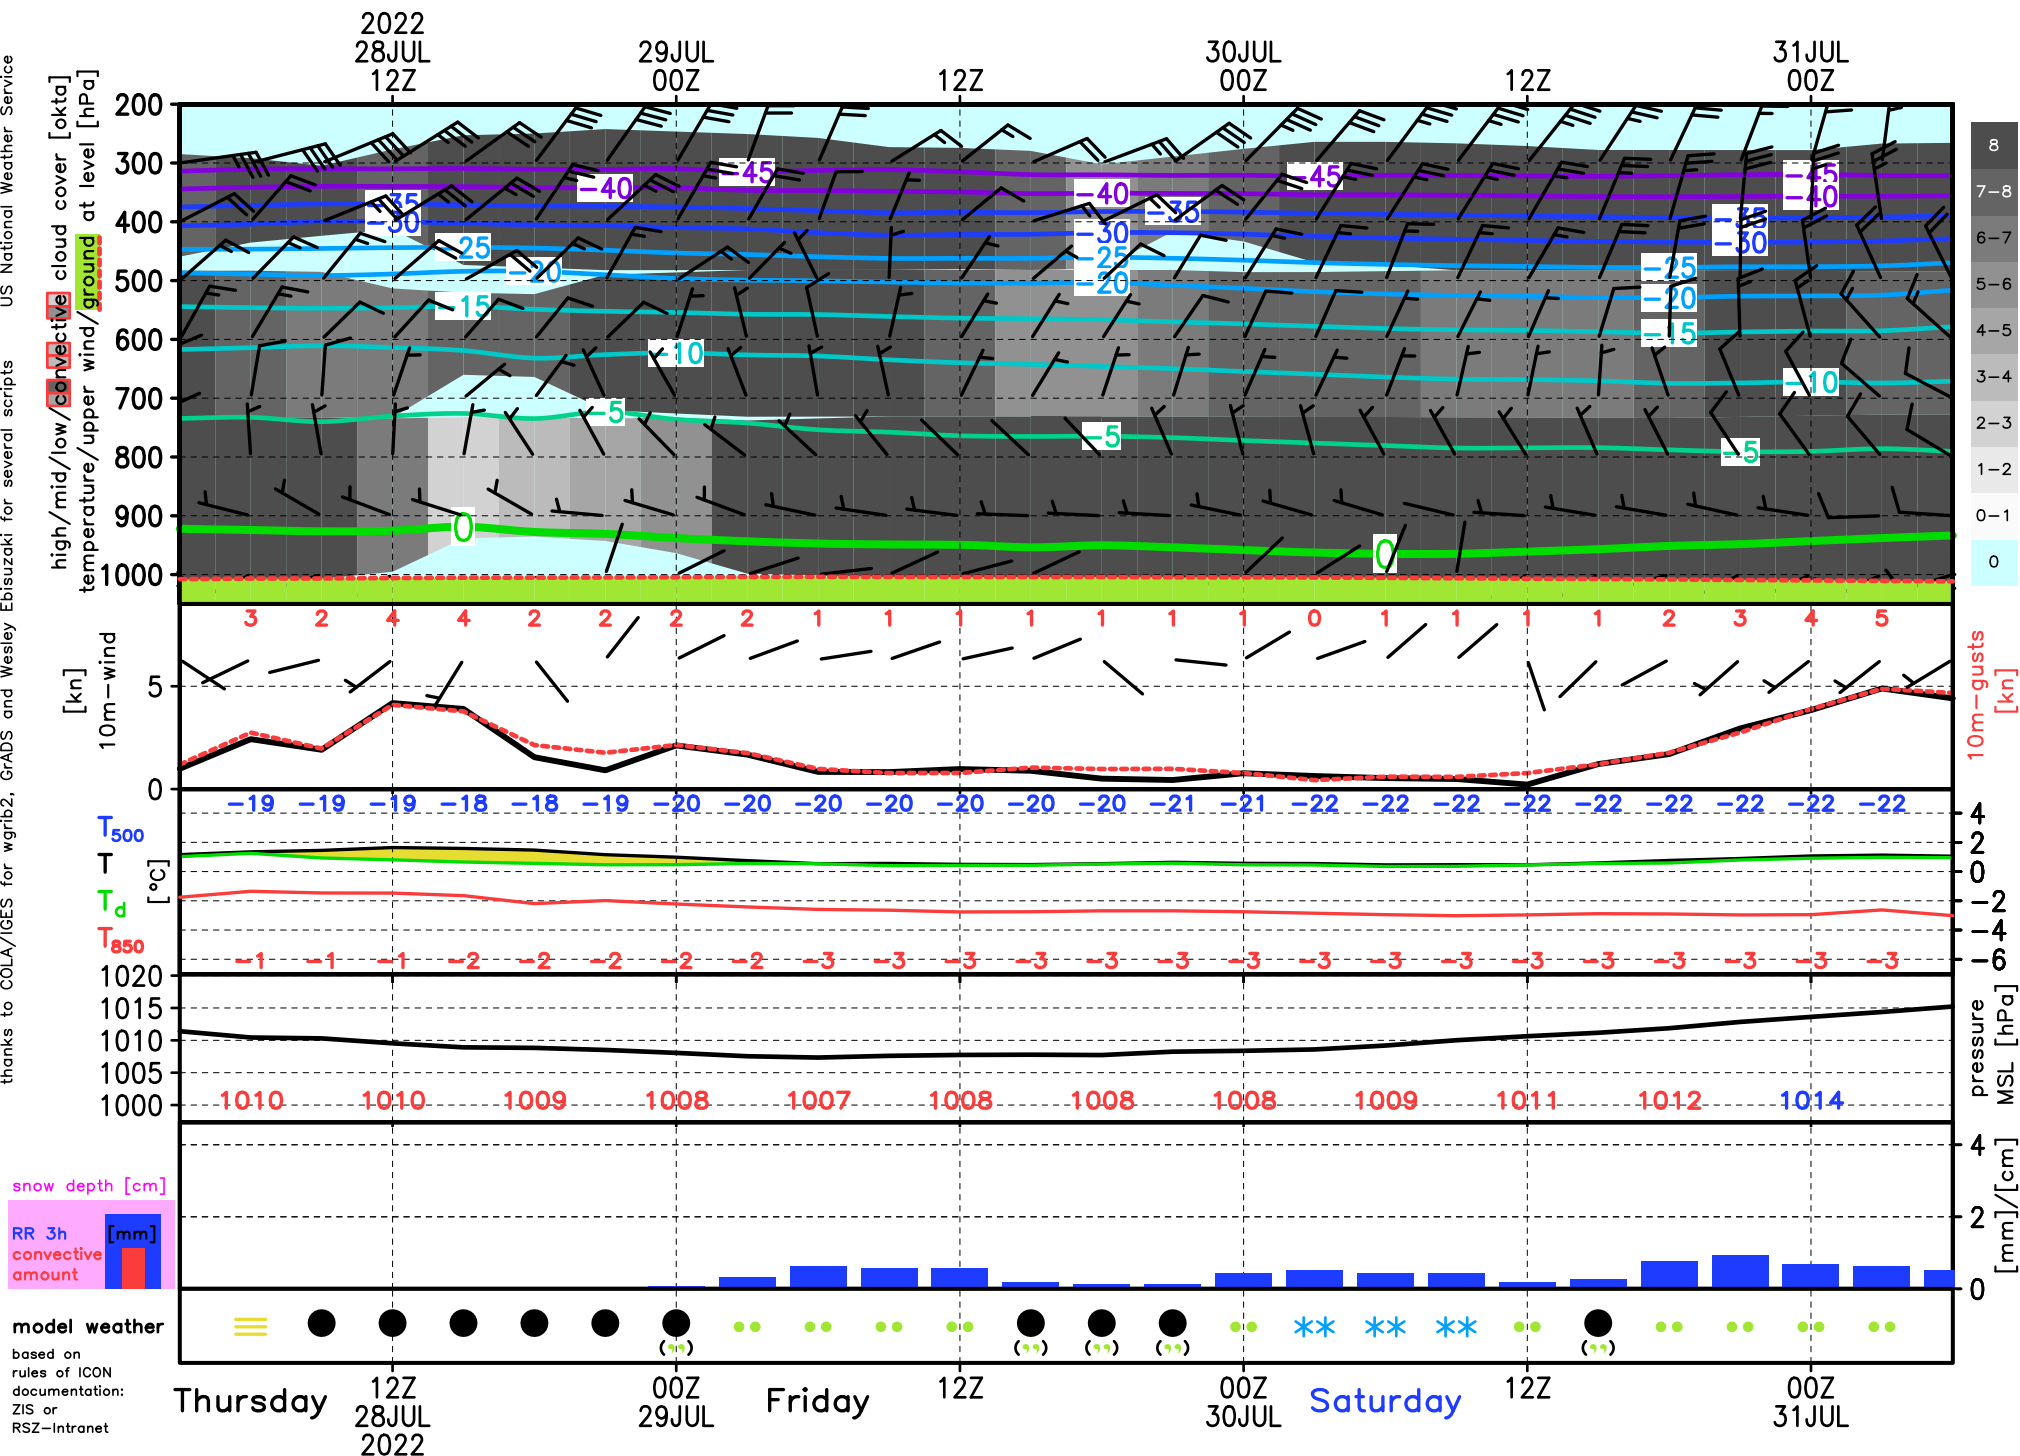 2022
28JUL 29JUL 30JUL 31JUL
12Z 00Z 12Z 00Z 12Z 00Z
US National Weather Service
thanks to COLA/IGES for wgrib2, GrADS and Wesley Ebisuzaki for several scripts
high/mid/low/convective cloud cover [okta]
temperature/upper wind/ground at level [hPa]
200
300
400
500
600
700
800
900
1000
-45 -45 -45
-40 -40 -40
-35 -35 -35
-30 -30 -30
-25 -25 -25
-20 -20 -20
-15 -15
-10 -10
-5 -5 -5
0 0
8
7-8
6-7
5-6
4-5
3-4
2-3
1-2
0-1
0
3 2 4 4 2 2 2 2 1 1 1 1 1 1 1 0 1 1 1 1 2 3 4 5
10m-wind
[kn]
5
0
10m-gusts
[kn]
-19 -19 -19 -18 -18 -19 -20 -20 -20 -20 -20 -20 -20 -21 -21 -22 -22 -22 -22 -22 -22 -22 -22 -22
T500
T
Td
T850
[°C]
4
2
0
-2
-4
-6
-1 -1 -1 -2 -2 -2 -2 -2 -3 -3 -3 -3 -3 -3 -3 -3 -3 -3 -3 -3 -3 -3 -3 -3
1020
1015
1010
1005
1000
1010 1010 1009 1008 1007 1008 1008 1008 1009 1011 1012 1014
pressure
MSL [hPa]
snow depth [cm]
RR 3h [mm]
convective
amount
4
2
0
[mm]/[cm]
model weather
based on
rules of ICON
documentation:
ZIS or
RSZ-Intranet
12Z 00Z 12Z 00Z 12Z 00Z
Thursday Friday Saturday
28JUL 29JUL 30JUL 31JUL
2022